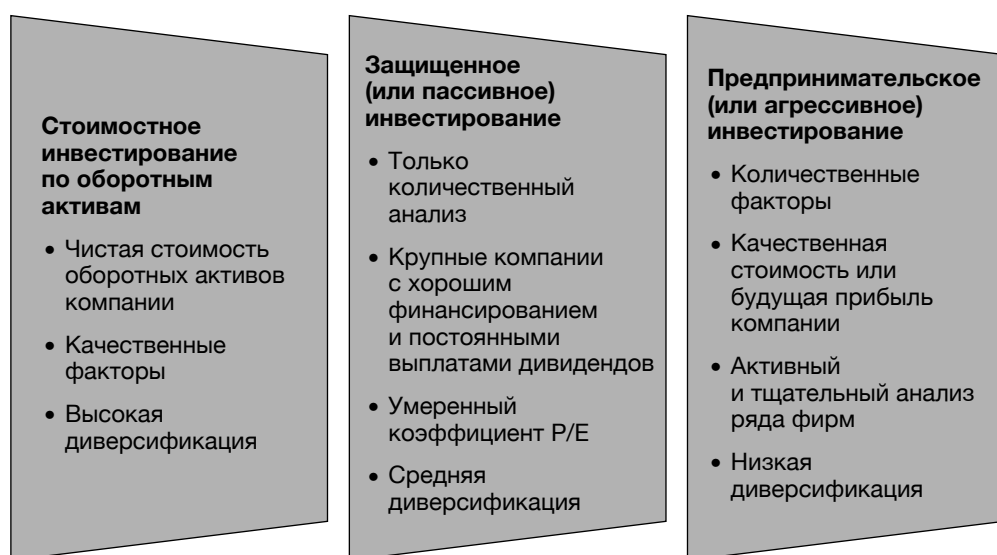 Стоимостное
инвестирование
по оборотным
активам
• Чистая стоимость
оборотных активов
компании
• Качественные
факторы
• Высокая
диверсификация
Защищенное
(или пассивное)
инвестирование
• Только
количественный
анализ
• Крупные компании
с хорошим
финансированием
и постоянными
выплатами дивидендов
• Умеренный
коэффициент P/E
• Средняя
диверсификация
Предпринимательское
(или агрессивное)
инвестирование
• Количественные
факторы
• Качественная
стоимость или
будущая прибыль
компании
• Активный
и тщательный анализ
ряда фирм
• Низкая
диверсификация